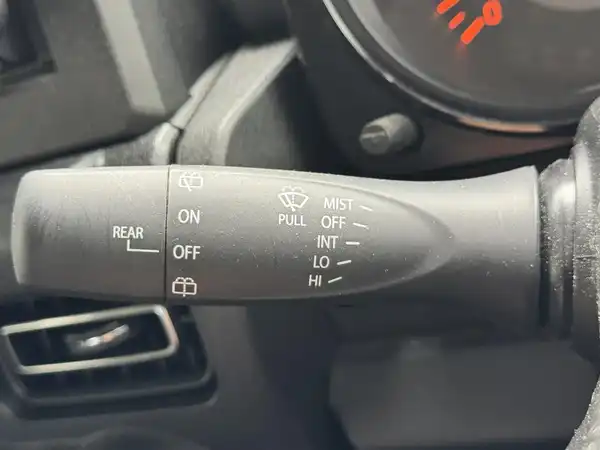 ON
REAR
OFF
PULL
MIST
OFF
INT
LO
HI